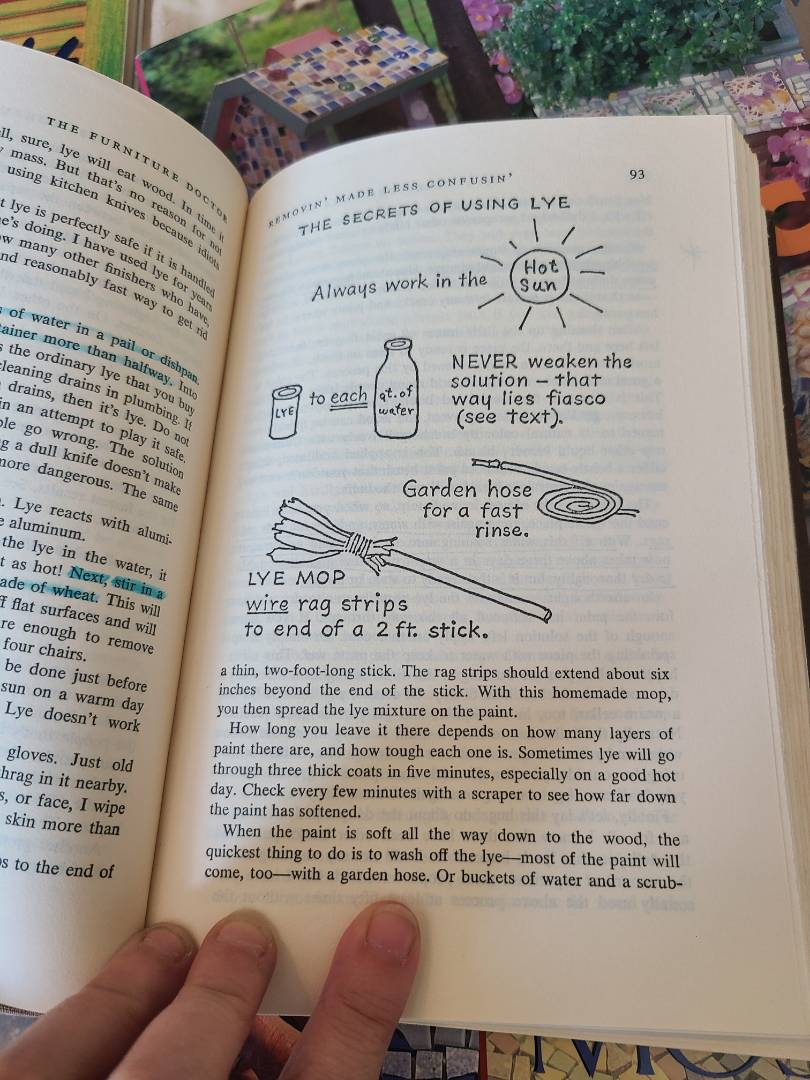 THE FURNITURE DOCTOR
ll, sure, lye will eat wood. In time it
mass. But that's no reason for not
using kitchen knives because idiots
t lye is perfectly safe if it is handled
e's doing. I have used lye for years
w many other finishers who have,
nd reasonably fast way to get rid
s of water in a pail or dishpan.
tainer more than halfway. Into
s the ordinary lye that you buy
cleaning drains in plumbing. If
drains, then it's lye. Do not
in an attempt to play it safe.
ple go wrong. The solution
g a dull knife doesn't make
more dangerous. The same
. Lye reacts with alumi-
e aluminum.
the lye in the water, it
t as hot! Next, stir in a
ade of wheat. This will
ff flat surfaces and will
re enough to remove
four chairs.
be done just before
sun on a warm day
Lye doesn't work
gloves. Just old
hrag in it nearby.
s, or face, I wipe
skin more than
s to the end of
REMOVIN' MADE LESS CONFUSIN' 93
THE SECRETS OF USING LYE
Always work in the
Hot
Sun
LYE
to each
qt. of
water
NEVER weaken the
solution – that
way lies fiasco
(see text).
Garden hose
for a fast
rinse.
LYE MOP
wire rag strips
to end of a 2 ft. stick.
a thin, two-foot-long stick. The rag strips should extend about six
inches beyond the end of the stick. With this homemade mop,
you then spread the lye mixture on the paint.
How long you leave it there depends on how many layers of
paint there are, and how tough each one is. Sometimes lye will go
through three thick coats in five minutes, especially on a good hot
day. Check every few minutes with a scraper to see how far down
the paint has softened.
When the paint is soft all the way down to the wood, the
quickest thing to do is to wash off the lye—most of the paint will
come, too—with a garden hose. Or buckets of water and a scrub-